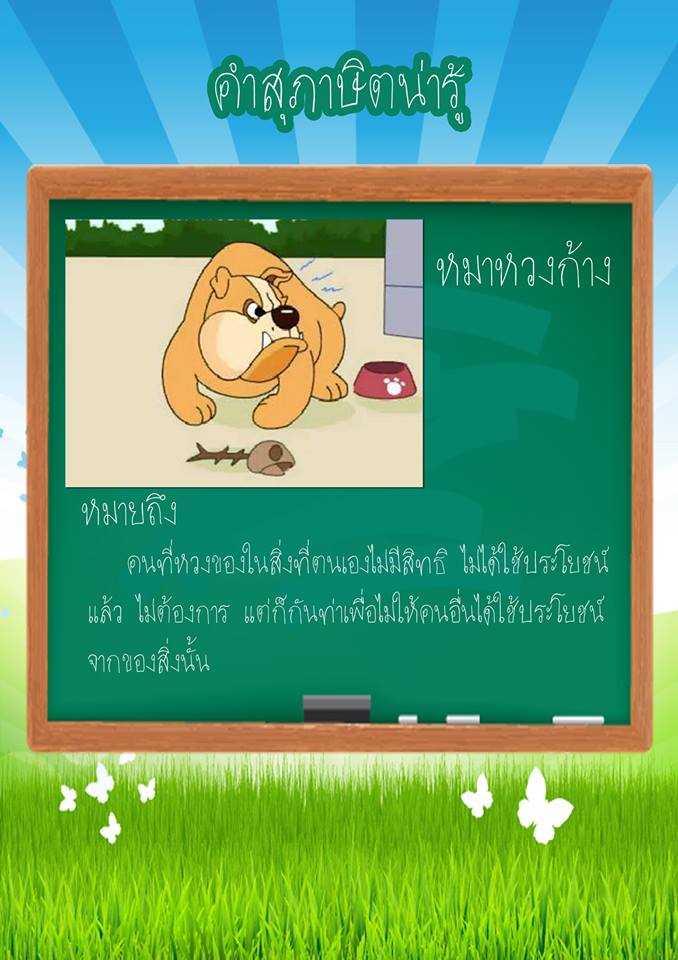 คำสุภาษิตน่ารู้
หมาหวงก้าง
หมายถึง
คนที่หวงของในสิ่งที่ตนเองไม่มีสิทธิ ไม่ได้ใช้ประโยชน์
แล้ว ไม่ต้องการ แต่ก็กันท่าเพื่อไม่ให้คนอื่นได้ใช้ประโยชน์
จากของสิ่งนั้น